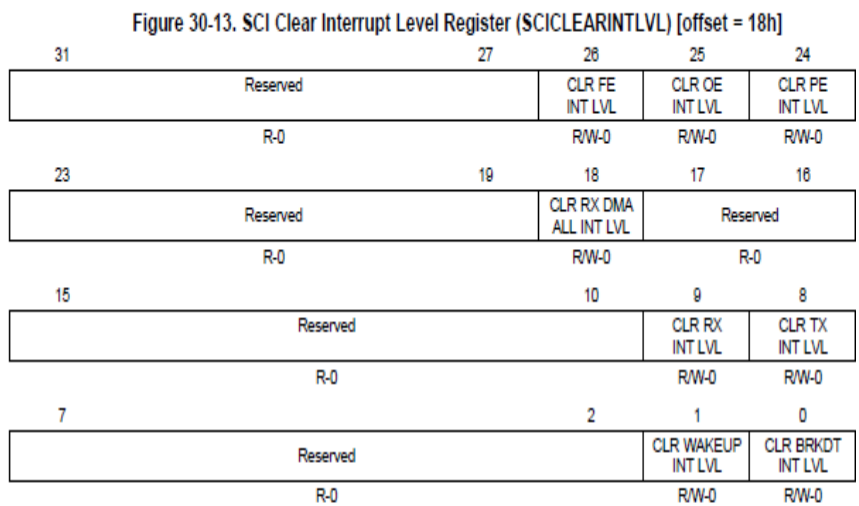 Figure 30-13. SCI Clear Interrupt Level Register (SCICLEARINTLVL) [offset = 18h]
31 27 26 25 24
Reserved CLR FE INT LVL CLR OE INT LVL CLR PE INT LVL
R-0 R/W-0 R/W-0 R/W-0
23 19 18 17 16
Reserved CLR RX DMA ALL INT LVL Reserved
R-0 R/W-0 R-0
15 10 9 8
Reserved CLR RX INT LVL CLR TX INT LVL
R-0 R/W-0 R/W-0
7 2 1 0
Reserved CLR WAKEUP INT LVL CLR BRKDT INT LVL
R-0 R/W-0 R/W-0